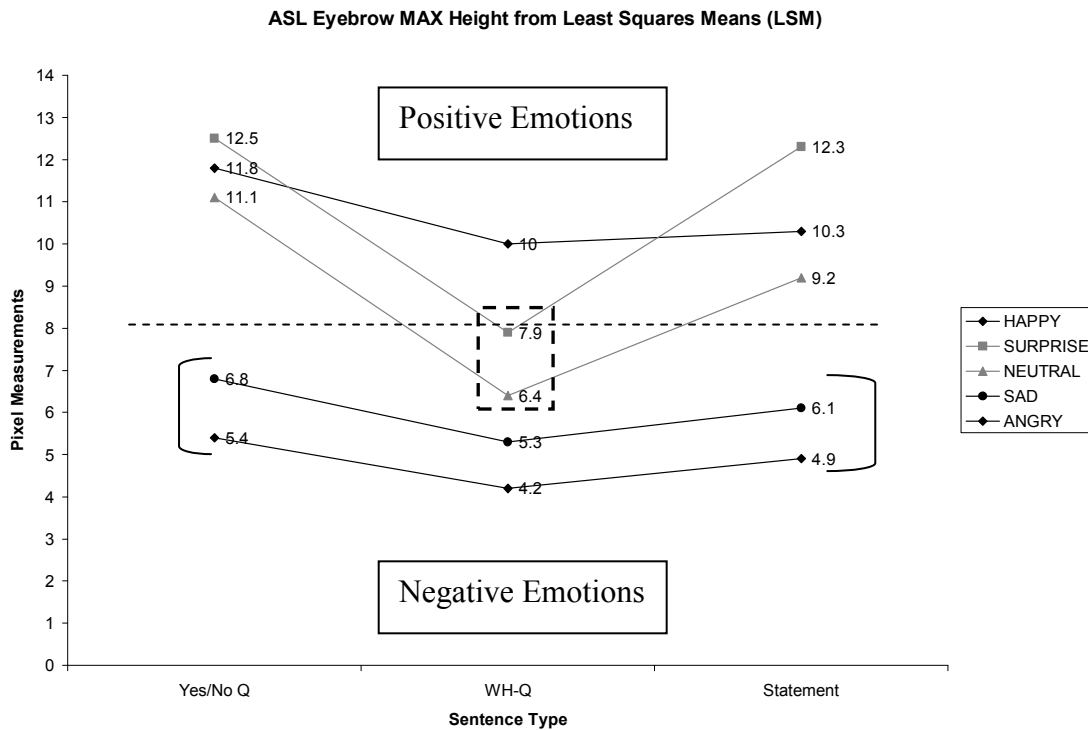 ASL Eyebrow MAX Height from Least Squares Means (LSM)
14
13
12
11
10
9
8
7
6
5
4
3
2
1
0
Pixel Measurements
Positive Emotions
12.5
11.8
11.1
10
7.9
6.4
12.3
10.3
9.2
6.8
5.4
5.3
4.2
6.1
4.9
Negative Emotions
Yes/No Q
WH-Q
Statement
Sentence Type
HAPPY
SURPRISE
NEUTRAL
SAD
ANGRY